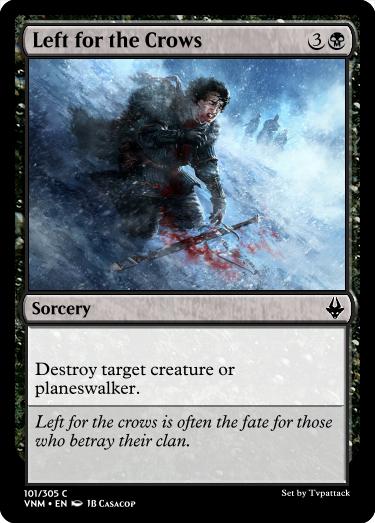 Left for the Crows 3
Sorcery
Destroy target creature or
planeswalker.
Left for the crows is often the fate for those
who betray their clan.
101/305 C
VNM • EN JB Casacop
Set by Tvpattack